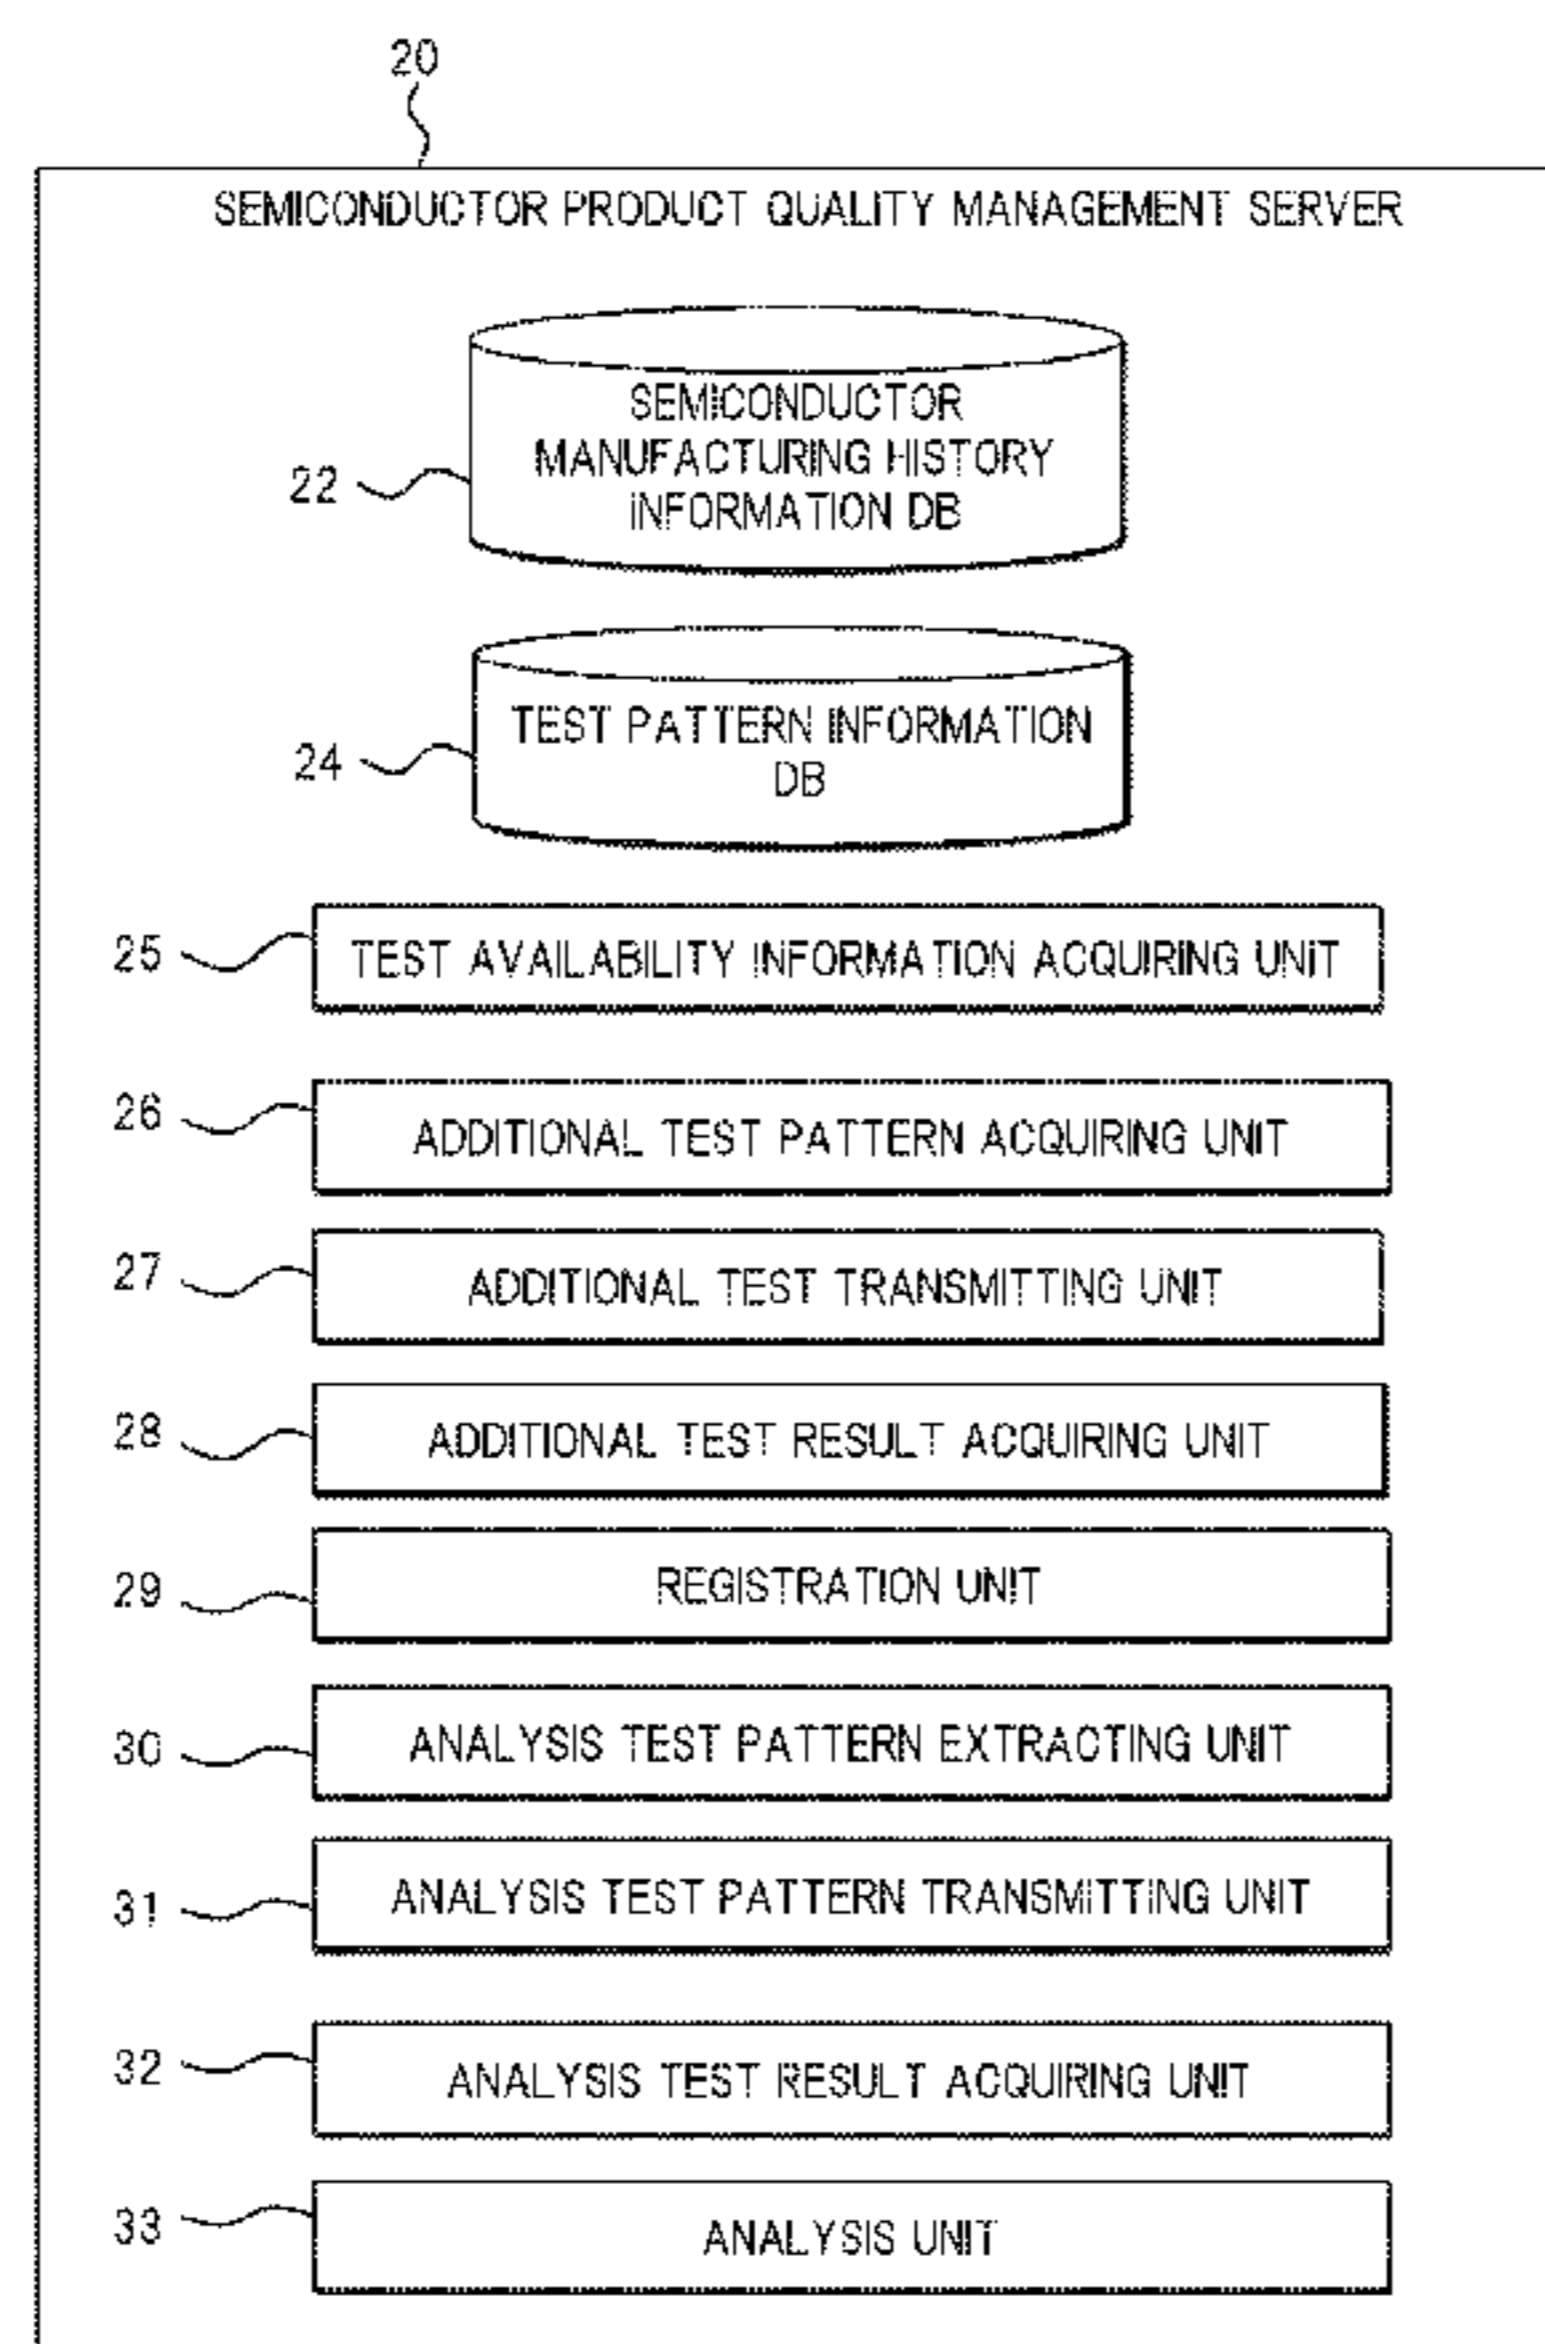 20
SEMICONDUCTOR PRODUCT QUALITY MANAGEMENT SERVER
SEMICONDUCTOR
MANUFACTURING HISTORY
INFORMATION DB
22
TEST PATTERN INFORMATION
DB
24
25
TEST AVAILABILITY INFORMATION ACQUIRING UNIT
26
ADDITIONAL TEST PATTERN ACQUIRING UNIT
27
ADDITIONAL TEST TRANSMITTING UNIT
28
ADDITIONAL TEST RESULT ACQUIRING UNIT
29
REGISTRATION UNIT
30
ANALYSIS TEST PATTERN EXTRACTING UNIT
31
ANALYSIS TEST PATTERN TRANSMITTING UNIT
32
ANALYSIS TEST RESULT ACQUIRING UNIT
33
ANALYSIS UNIT